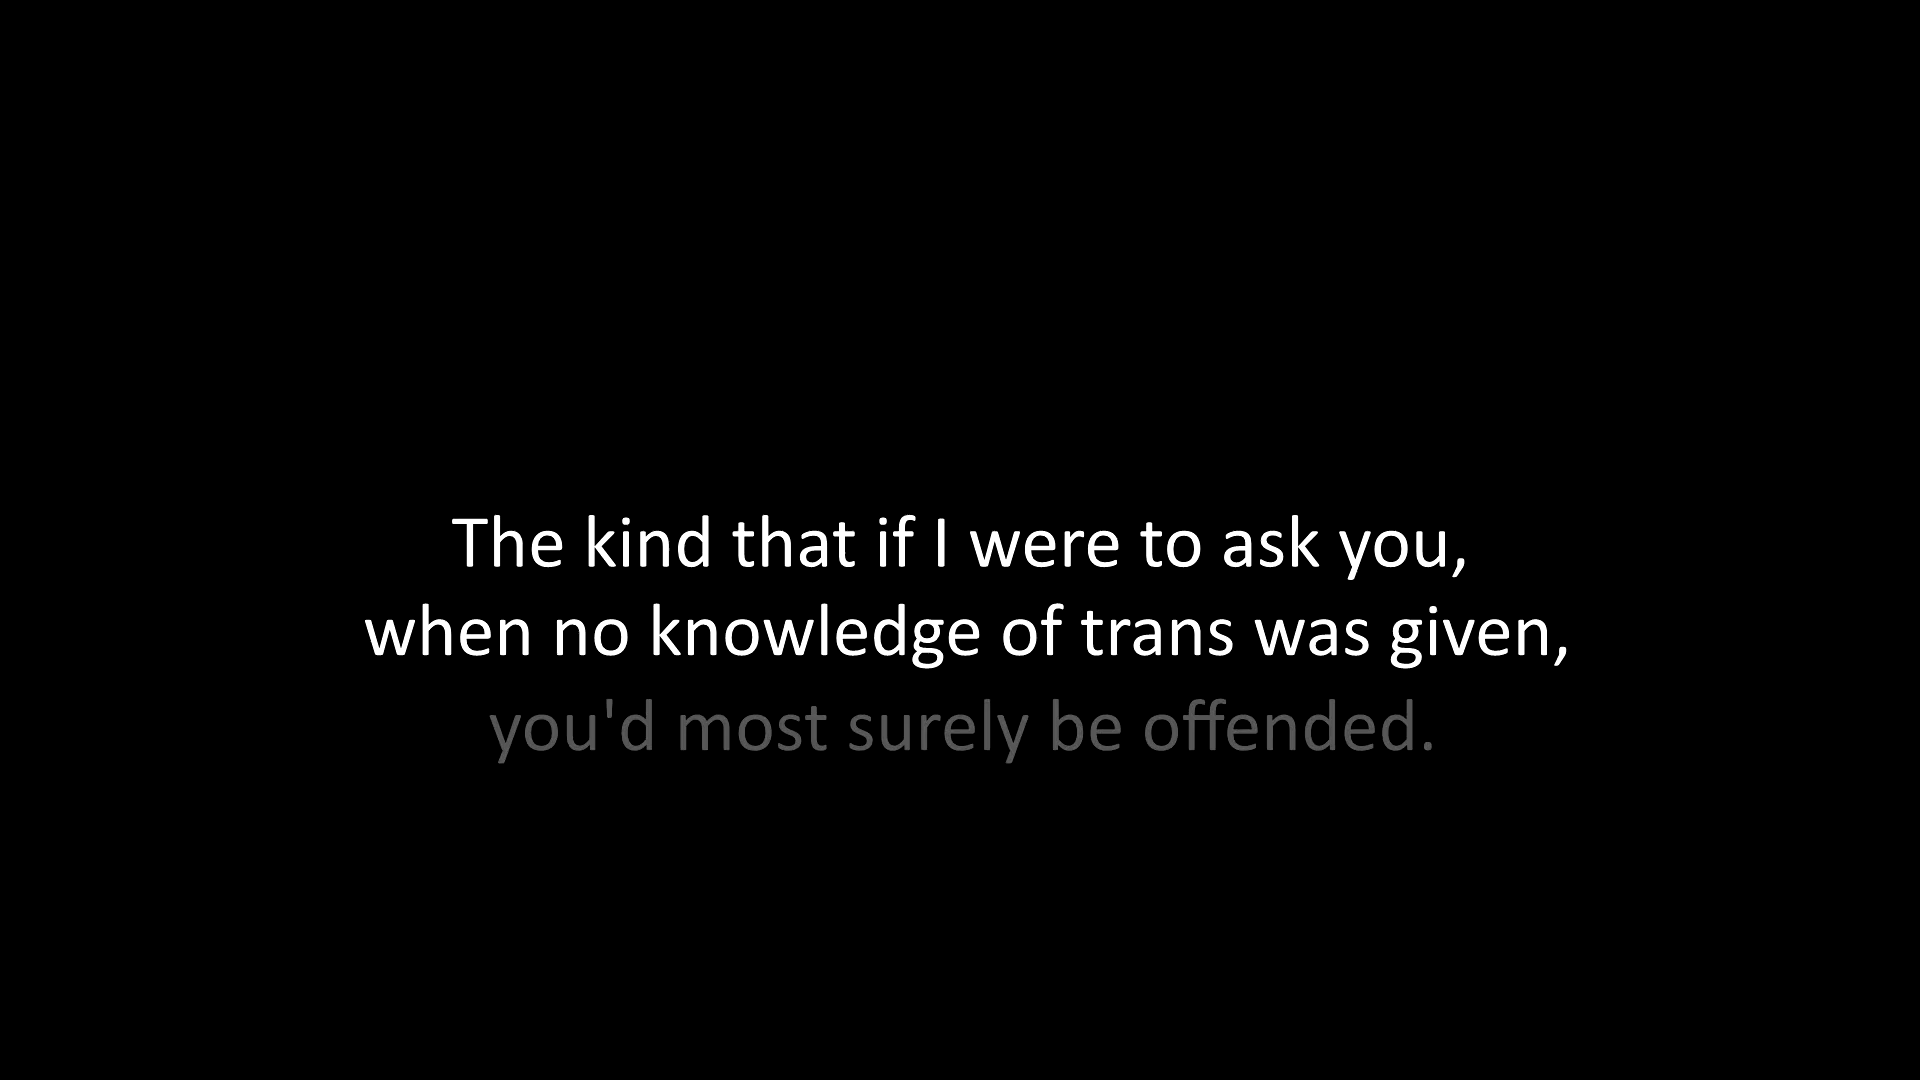 The kind that if I were to ask you,
when no knowledge of trans was given,
you'd most surely be offended.